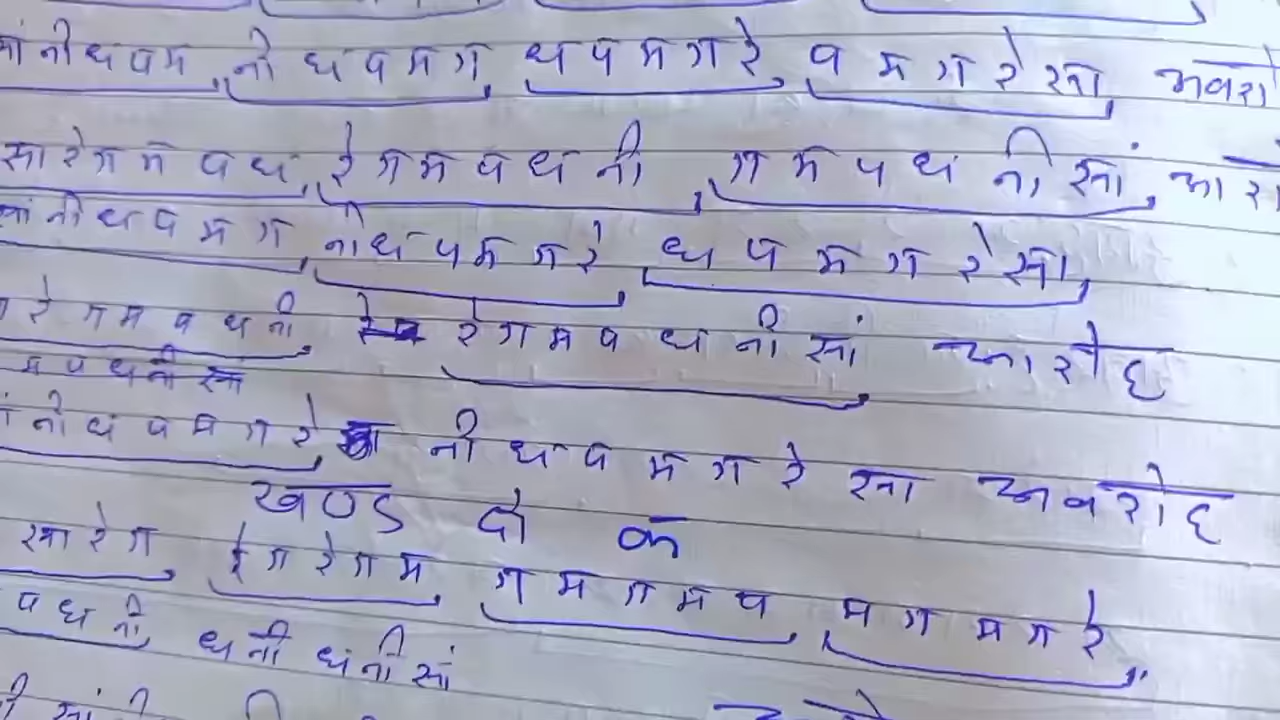 सां नी ध प म, नी ध प म ग, ध प म ग रे, प म ग रे सा, अवरो
सा रे ग म प ध, रे ग म प ध नी, ग म प ध नी सां, आरो
सां नी ध प म ग, नी ध प म ग रे, ध प म ग रे सा,
रे ग म प ध नी, रे ग म प ध नी सां आरोह
म प ध नी सा
नी ध प म ग रे, नी ध प म ग रे सा अवरोह
खण्ड दो क
सा रे ग, रे ग रे ग म, ग म ग म प, म ग म ग रे,
प ध नी, ध नी ध नी सां